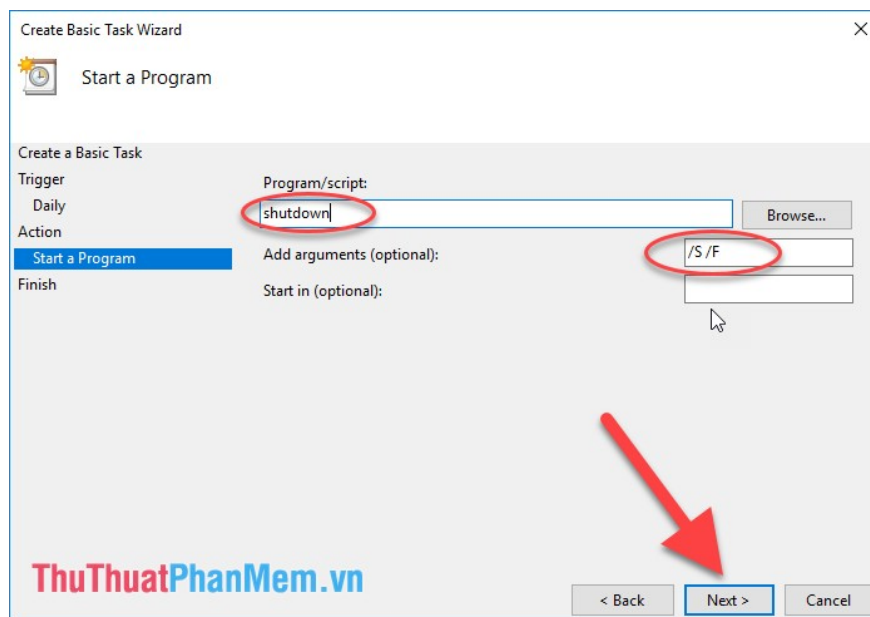 Create Basic Task Wizard
Start a Program
Create a Basic Task
Trigger
Daily
Action
Start a Program
Finish
Program/script:
shutdown
Browse...
Add arguments (optional):
/S /F
Start in (optional):
ThuThuatPhanMem.vn
< Back
Next >
Cancel